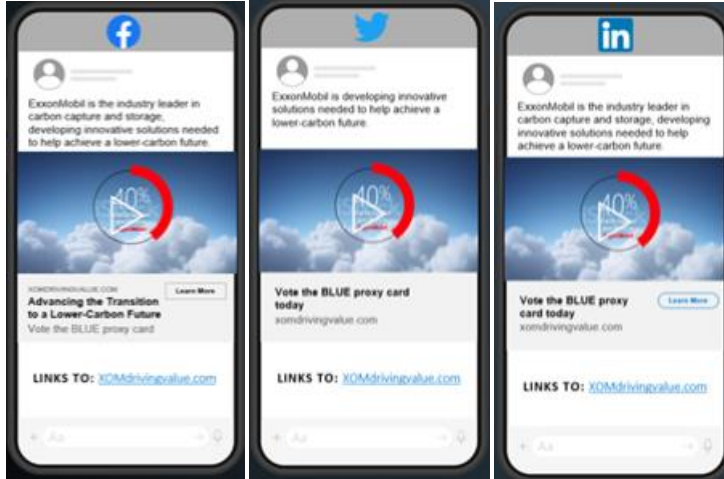 ExxonMobil is the industry leader in
carbon capture and storage,
developing innovative solutions needed
to help achieve a lower-carbon future.
40%
XOMDRIVINGVALUE.COM
Learn More
Advancing the Transition
to a Lower-Carbon Future
Vote the BLUE proxy card
LINKS TO: XOMdrivingvalue.com
+ Aa
ExxonMobil is developing innovative
solutions needed to help achieve a
lower-carbon future.
40%
Vote the BLUE proxy card
today
xomdrivingvalue.com
LINKS TO: XOMdrivingvalue.com
+ Aa
in
ExxonMobil is the industry leader in
carbon capture and storage, developing
innovative solutions needed to help
achieve a lower-carbon future.
40%
Vote the BLUE proxy
card today
Learn More
xomdrivingvalue.com
LINKS TO: XOMdrivingvalue.com
+ Aa